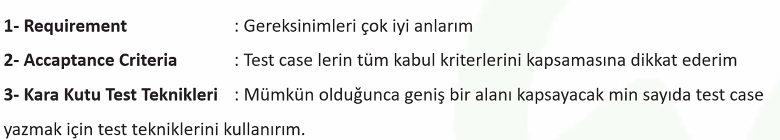 1- Requirement : Gereksinimleri çok iyi anlarım
2- Accaptance Criteria : Test case lerin tüm kabul kriterlerini kapsamasına dikkat ederim
3- Kara Kutu Test Teknikleri : Mümkün olduğunca geniş bir alanı kapsayacak min sayıda test case
yazmak için test tekniklerini kullanırım.